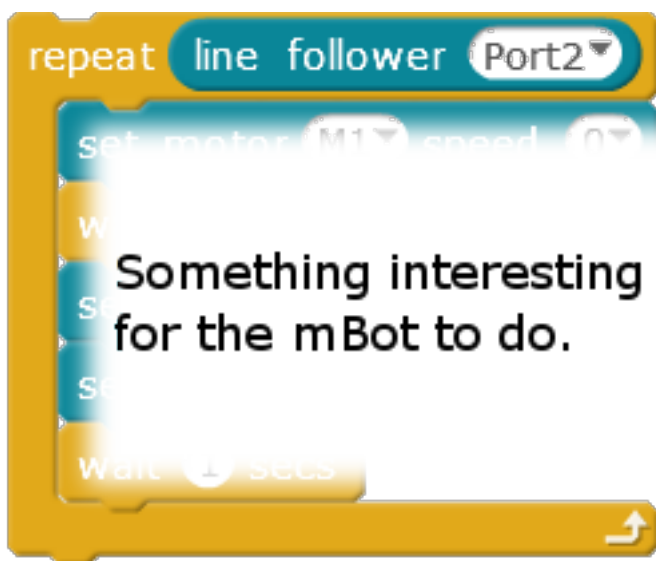 repeat line follower Port2
set motor M1 speed 0
Something interesting
for the mBot to do.
wait 1 secs